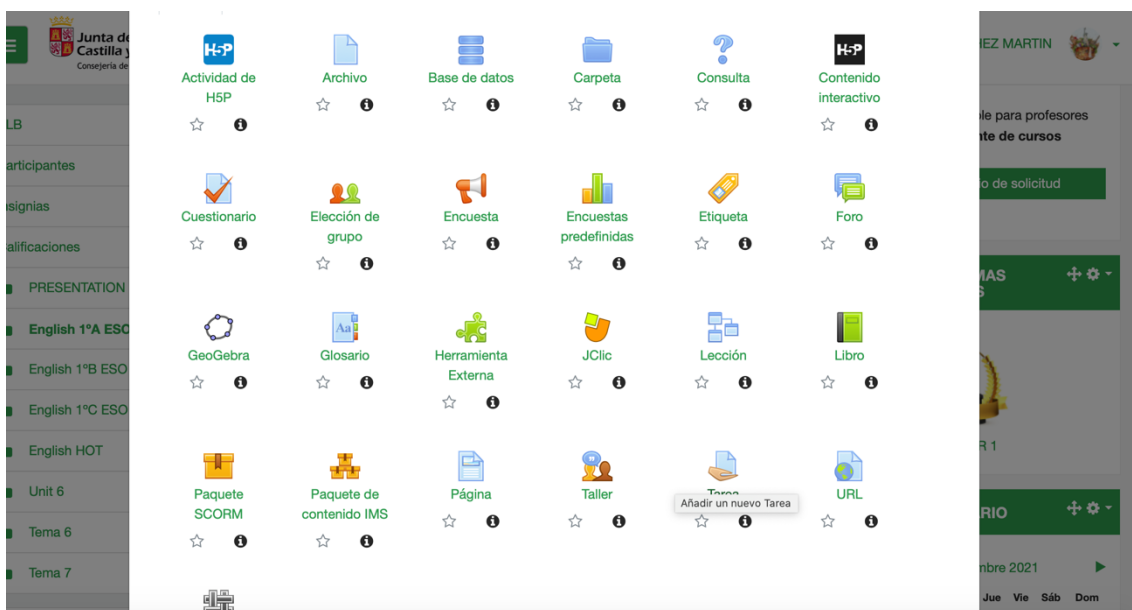 Junta de
Castilla y
Consejería de
EZ MARTIN
Actividad de
H5P
Archivo
Base de datos
Carpeta
Consulta
Contenido
interactivo
para profesores
de cursos
de solicitud
LB
articipantes
nsignias
alificaciones
PRESENTATION
English 1ºA ESO
English 1ºB ESO
English 1ºC ESO
English HOT
Unit 6
Tema 6
Tema 7
Cuestionario
Elección de
grupo
Encuesta
Encuestas
predefinidas
Etiqueta
Foro
MAS
GeoGebra
Glosario
Herramienta
Externa
JClic
Lección
Libro
R 1
Paquete
SCORM
Paquete de
contenido IMS
Página
Taller
Tarea
Añadir un nuevo Tarea
URL
RIO
mbre 2021
Jue Vie Sáb Dom